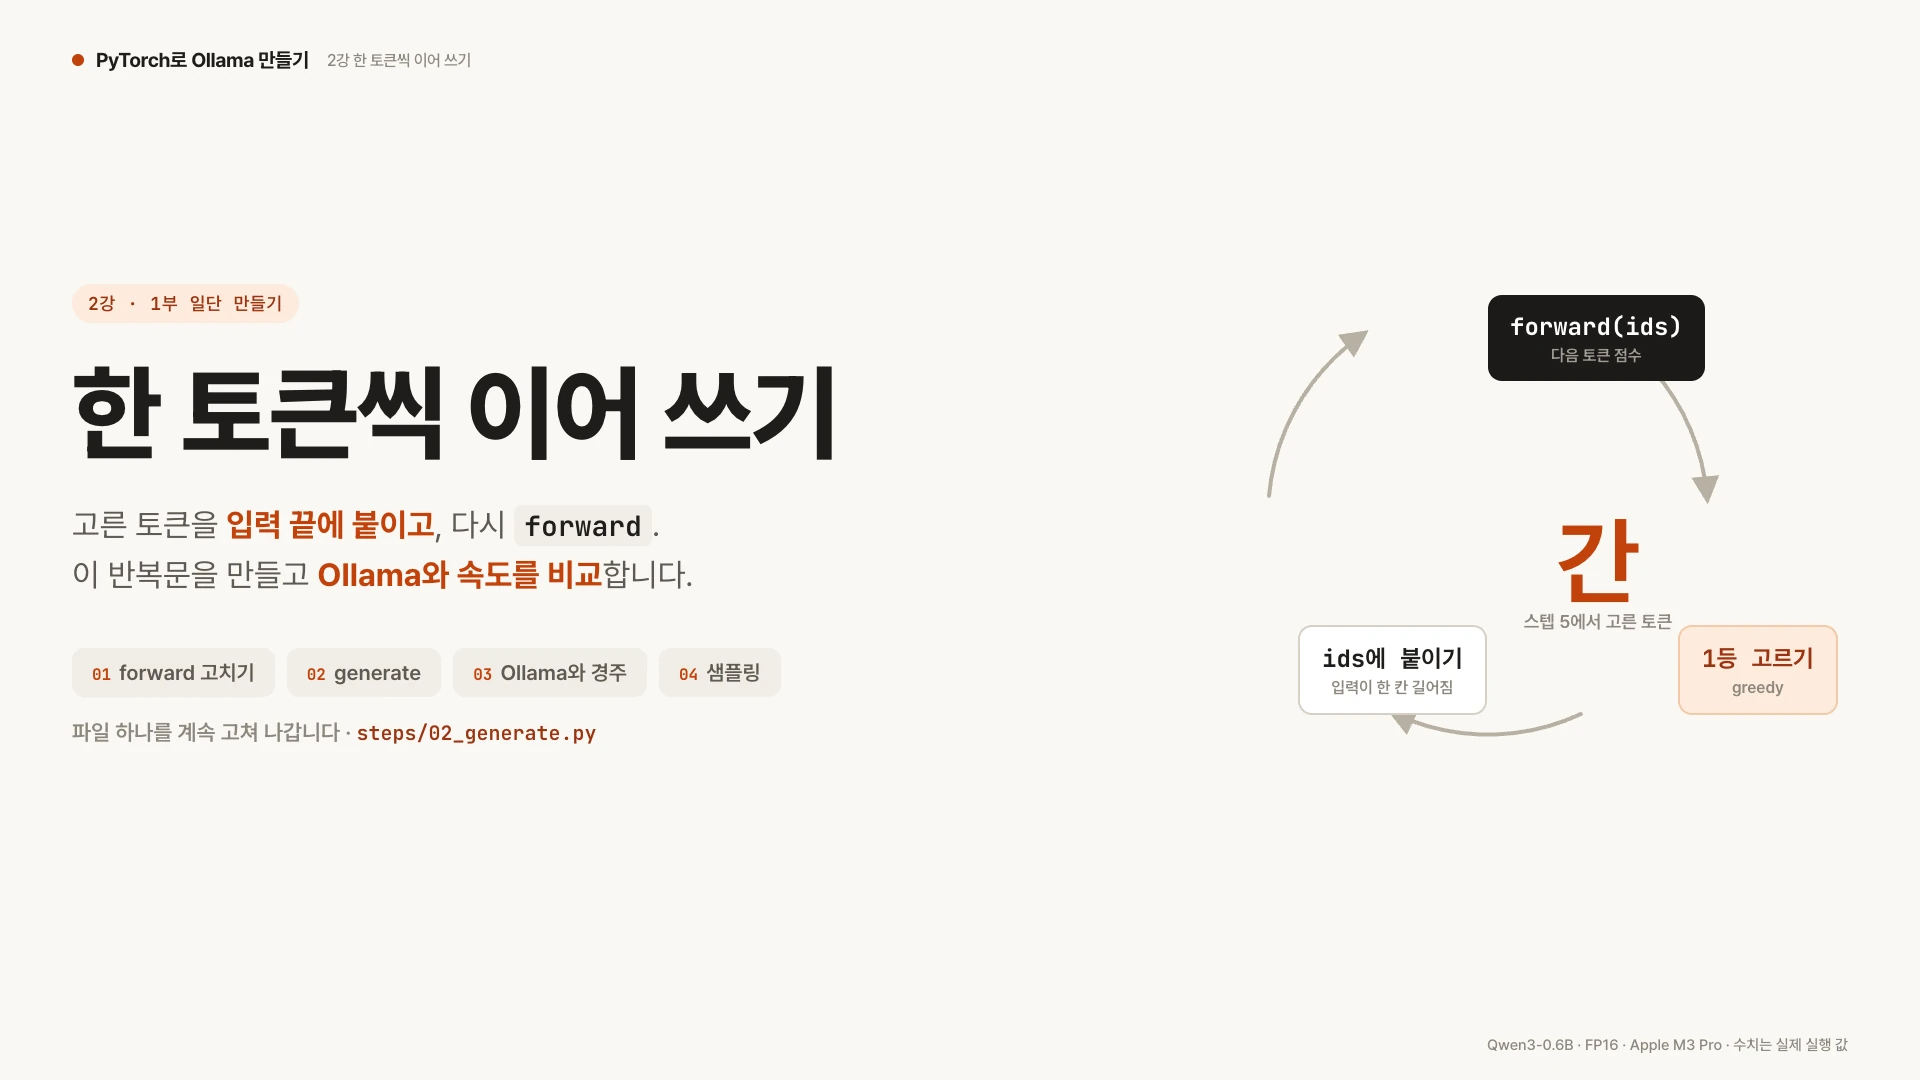 PyTorch로 Ollama 만들기 2강 한 토큰씩 이어 쓰기
2강 · 1부 일단 만들기
한 토큰씩 이어 쓰기
고른 토큰을 입력 끝에 붙이고, 다시 forward.
이 반복문을 만들고 Ollama와 속도를 비교합니다.
01 forward 고치기 02 generate 03 Ollama와 경주 04 샘플링
파일 하나를 계속 고쳐 나갑니다 · steps/02_generate.py
forward(ids)
다음 토큰 점수
간
스텝 5에서 고른 토큰
ids에 붙이기
입력이 한 칸 길어짐
1등 고르기
greedy
Qwen3-0.6B · FP16 · Apple M3 Pro · 수치는 실제 실행 값